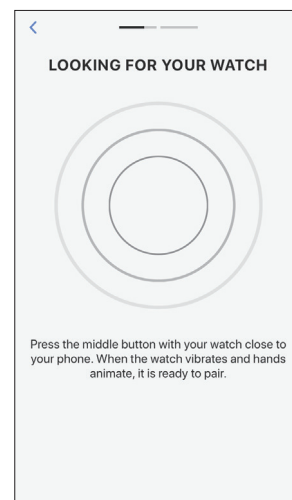 LOOKING FOR YOUR WATCH
Press the middle button with your watch close to
your phone. When the watch vibrates and hands
animate, it is ready to pair.